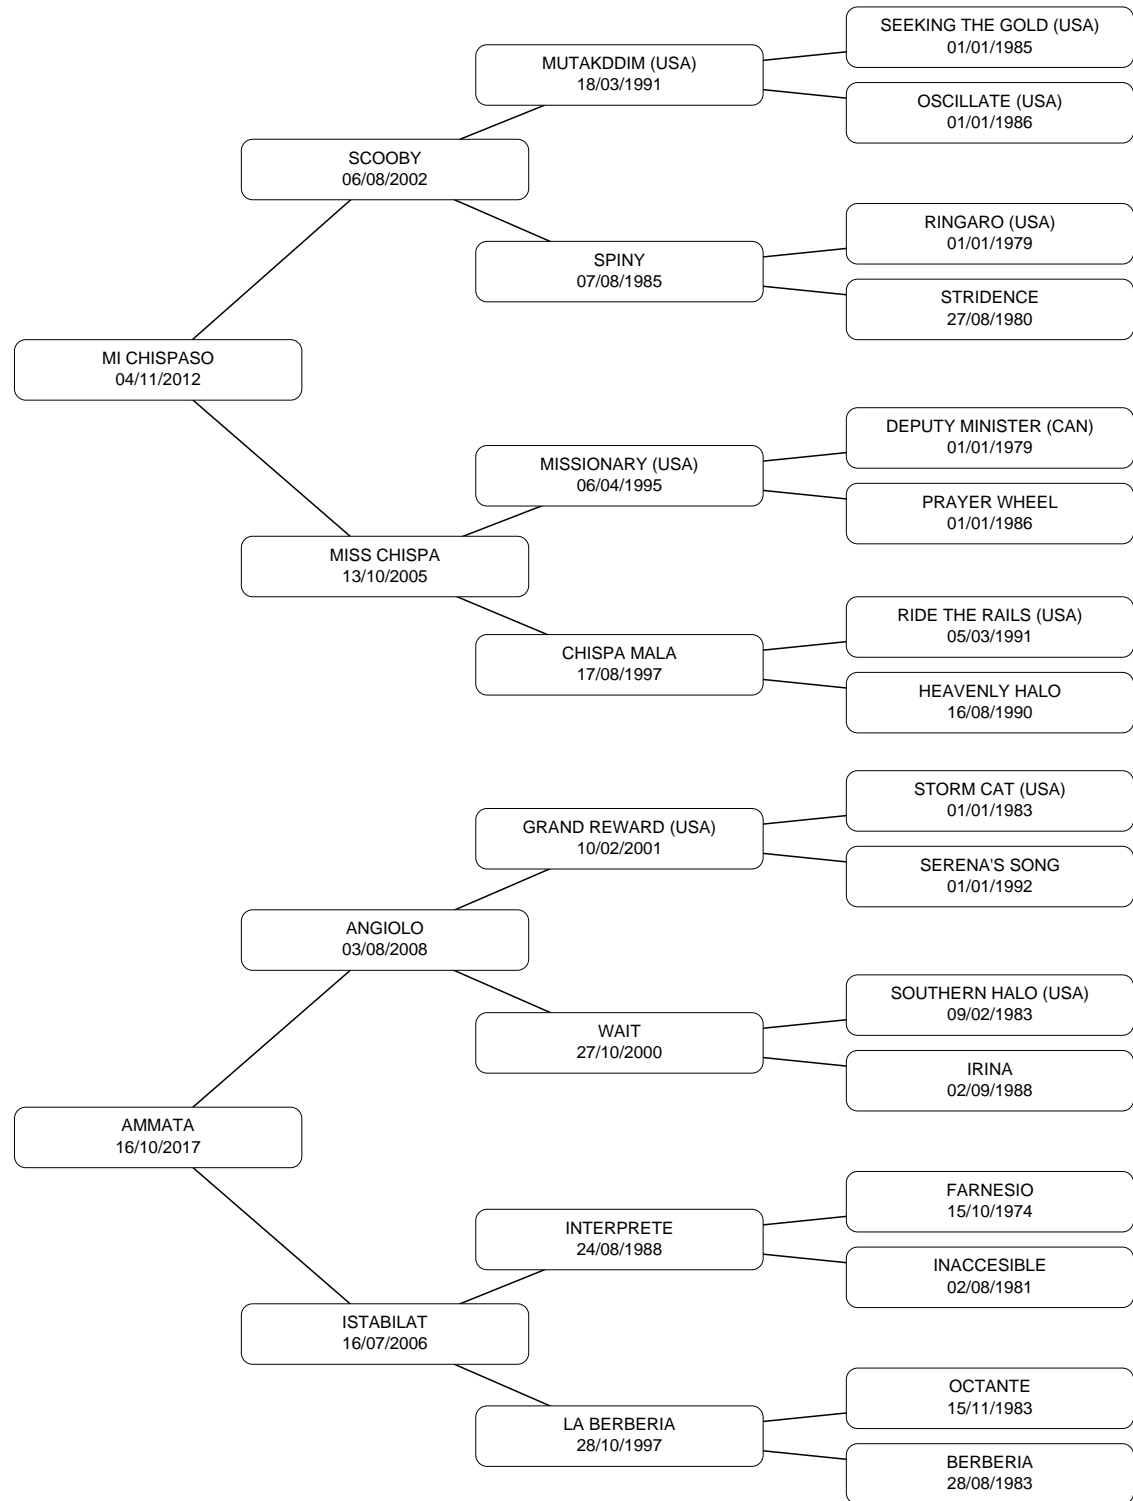 SEEKING THE GOLD (USA)
01/01/1985
MUTAKDDIM (USA)
18/03/1991
OSCILLATE (USA)
01/01/1986
SCOOBY
06/08/2002
RINGARO (USA)
01/01/1979
SPINY
07/08/1985
STRIDENCE
27/08/1980
MI CHISPASO
04/11/2012
DEPUTY MINISTER (CAN)
01/01/1979
MISSIONARY (USA)
06/04/1995
PRAYER WHEEL
01/01/1986
MISS CHISPA
13/10/2005
RIDE THE RAILS (USA)
05/03/1991
CHISPA MALA
17/08/1997
HEAVENLY HALO
16/08/1990
STORM CAT (USA)
01/01/1983
GRAND REWARD (USA)
10/02/2001
SERENA'S SONG
01/01/1992
ANGIOLO
03/08/2008
SOUTHERN HALO (USA)
09/02/1983
WAIT
27/10/2000
IRINA
02/09/1988
AMMATA
16/10/2017
FARNESIO
15/10/1974
INTERPRETE
24/08/1988
INACCESIBLE
02/08/1981
ISTABILAT
16/07/2006
OCTANTE
15/11/1983
LA BERBERIA
28/10/1997
BERBERIA
28/08/1983